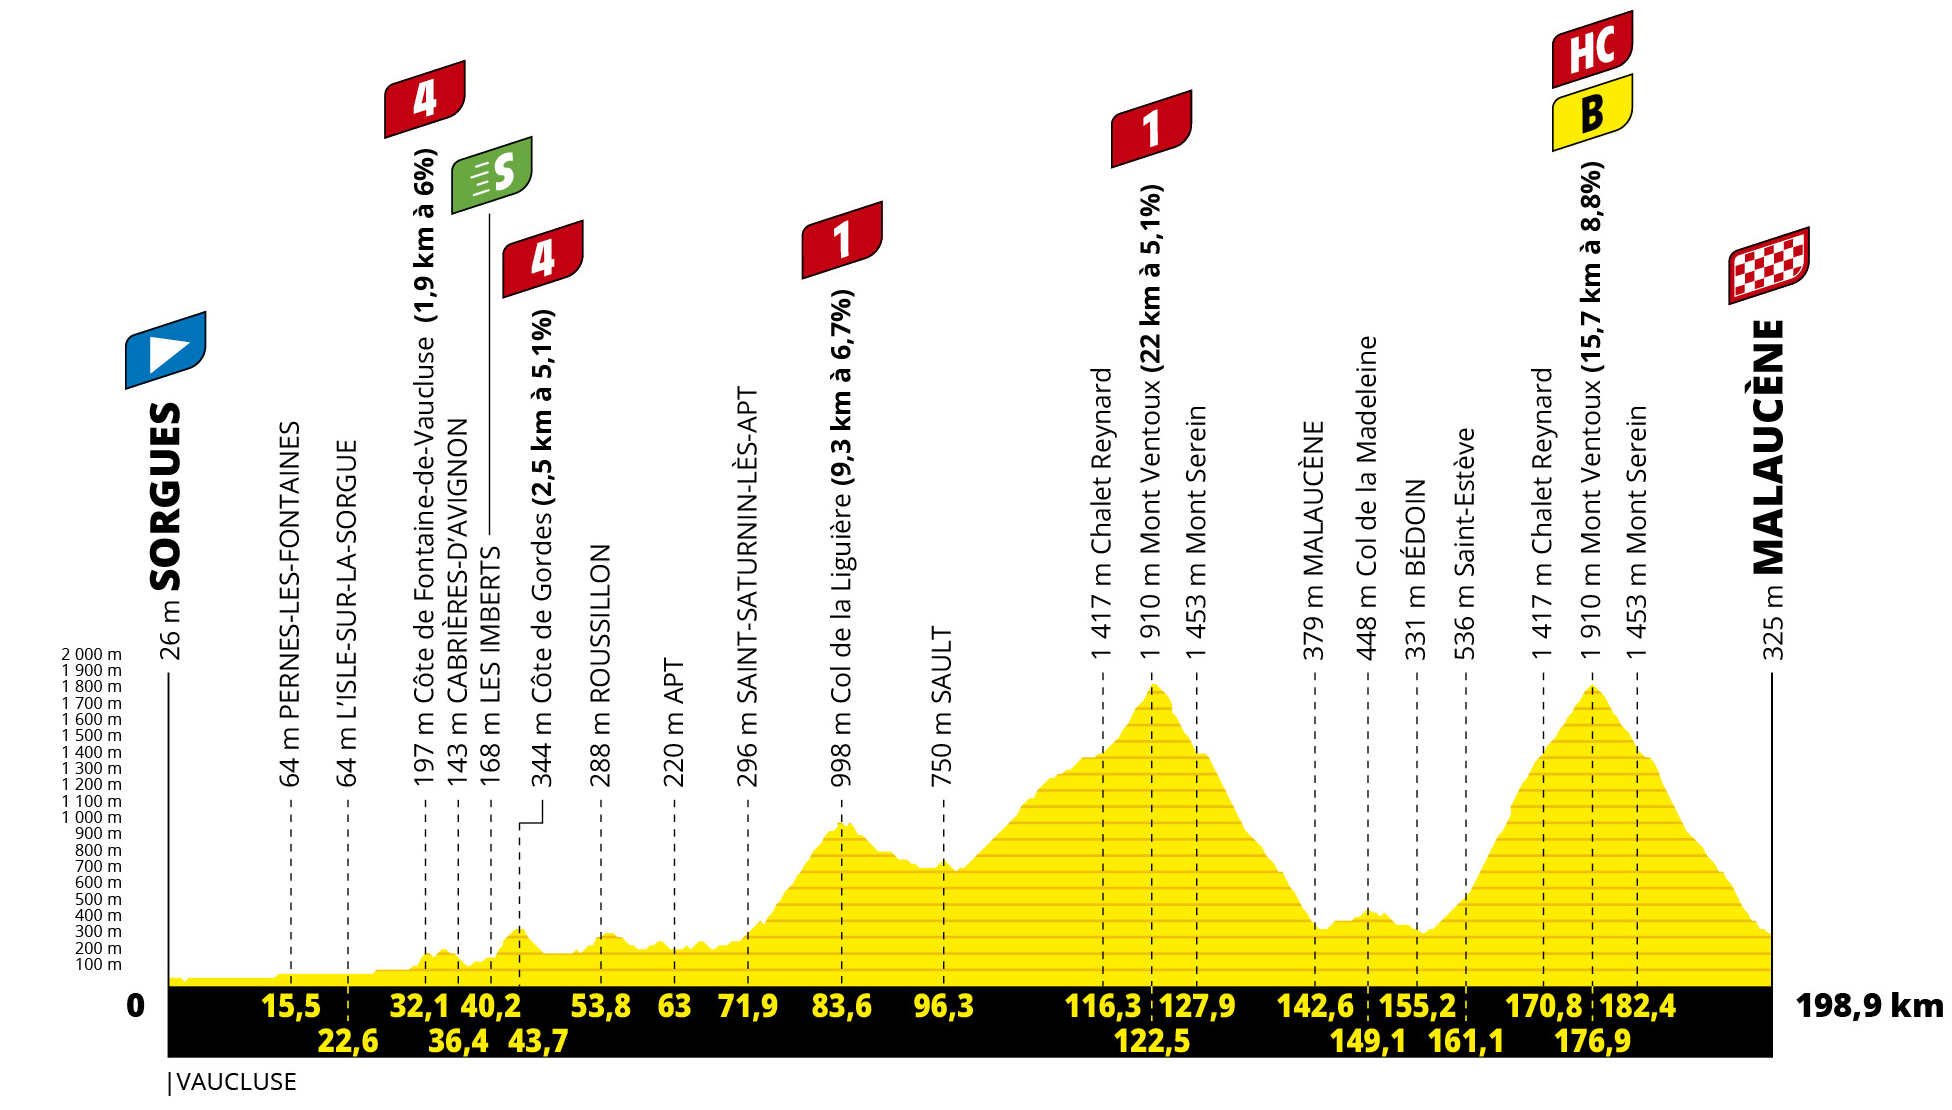 HC
B
4
S
4
1
1
SORGUES
26 m
64 m PERNES-LES-FONTAINES
64 m L'ISLE-SUR-LA-SORGUE
197 m Côte de Fontaine-de-Vaucluse (1,9 km à 6%)
143 m CABRIÈRES-D'AVIGNON
168 m LES IMBERTS
344 m Côte de Gordes (2,5 km à 5,1%)
288 m ROUSSILLON
220 m APT
296 m SAINT-SATURNIN-LÈS-APT
998 m Col de la Liguière (9,3 km à 6,7%)
750 m SAULT
1 417 m Chalet Reynard
1 910 m Mont Ventoux (22 km à 5,1%)
1 453 m Mont Serein
379 m MALAUCÈNE
448 m Col de la Madeleine
331 m BÉDOIN
536 m Saint-Estève
1 417 m Chalet Reynard
1 910 m Mont Ventoux (15,7 km à 8,8%)
1 453 m Mont Serein
325 m MALAUCÈNE
2 000 m
1 900 m
1 800 m
1 700 m
1 600 m
1 500 m
1 400 m
1 300 m
1 200 m
1 100 m
1 000 m
900 m
800 m
700 m
600 m
500 m
400 m
300 m
200 m
100 m
0 15,5 32,1 40,2 53,8 63 71,9 83,6 96,3 116,3 127,9 142,6 155,2 170,8 182,4 198,9 km
22,6 36,4 43,7 122,5 149,1 161,1 176,9
VAUCLUSE